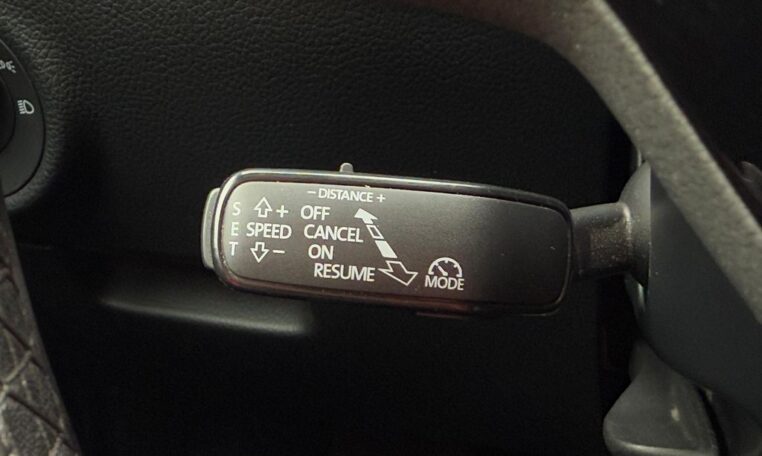 − DISTANCE +
S + OFF
E SPEED CANCEL
T − ON
RESUME
MODE